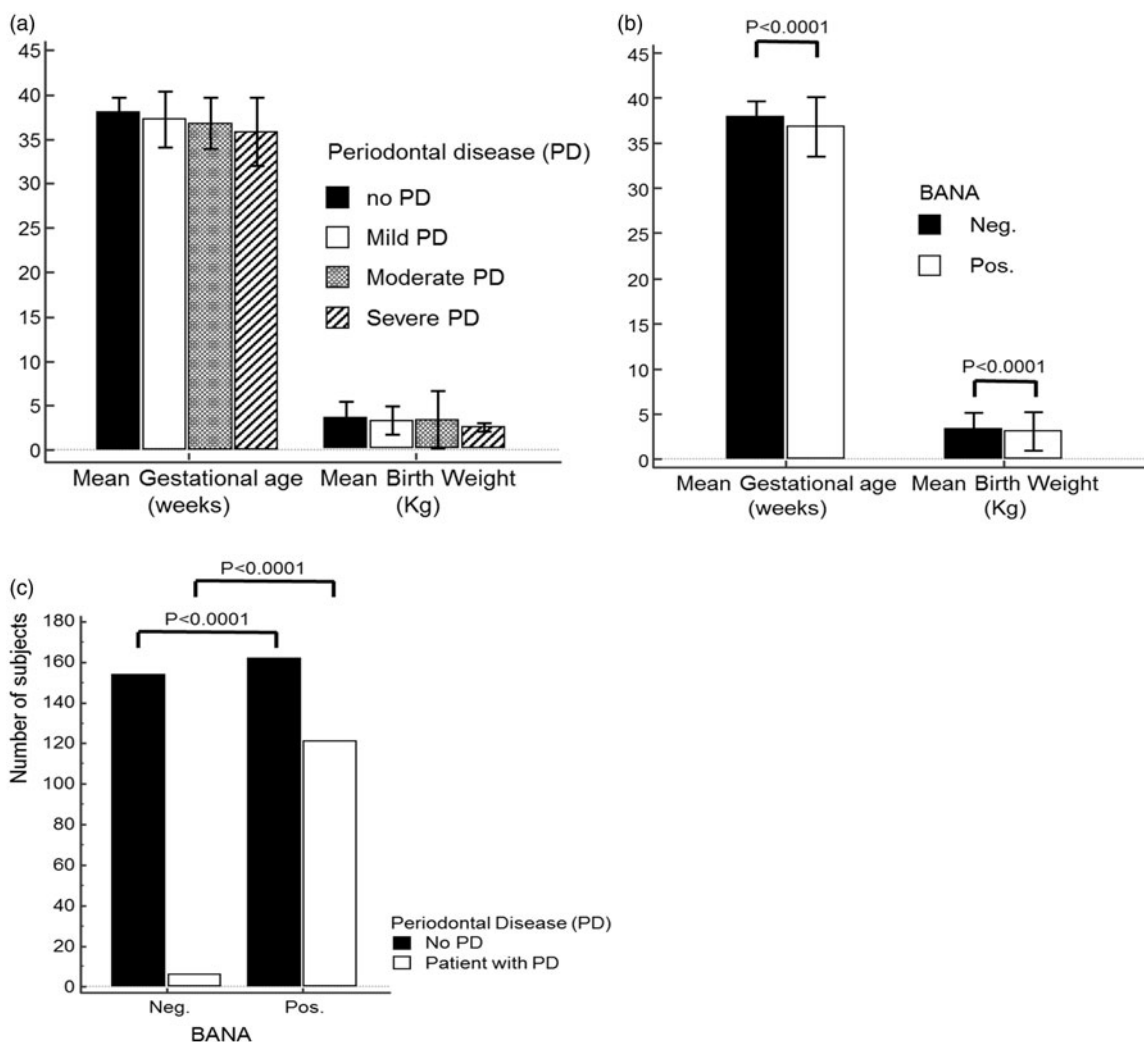 (a)
45
40
35
30
25
20
15
10
5
0
Periodontal disease (PD)
no PD
Mild PD
Moderate PD
Severe PD
Mean Gestational age
(weeks)
Mean Birth Weight
(Kg)
(b)
P<0.0001
45
40
35
30
25
20
15
10
5
0
BANA
Neg.
Pos.
P<0.0001
Mean Gestational age
(weeks)
Mean Birth Weight
(Kg)
(c)
P<0.0001
P<0.0001
Number of subjects
180
160
140
120
100
80
60
40
20
0
Neg.
Pos.
BANA
Periodontal Disease (PD)
No PD
Patient with PD